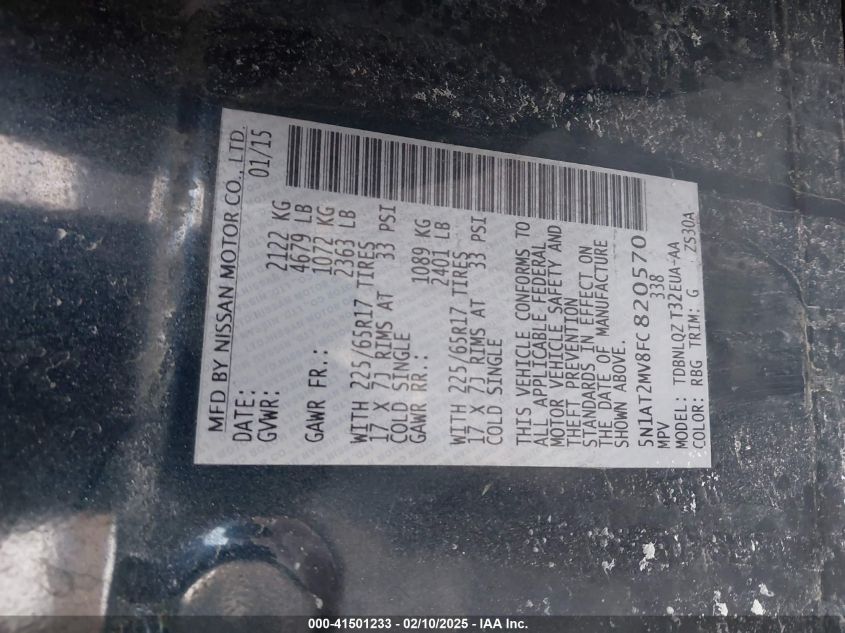 MFD BY NISSAN MOTOR CO., LTD.
DATE: 01/15
GVWR: 2122 KG
4679 LB
GAWR FR.: 1072 KG
2363 LB
WITH 225/65R17 TIRES
17 X 7J RIMS AT 33 PSI
COLD SINGLE
GAWR RR.: 1089 KG
2401 LB
WITH 225/65R17 TIRES
17 X 7J RIMS AT 33 PSI
COLD SINGLE
THIS VEHICLE CONFORMS TO
ALL APPLICABLE FEDERAL
MOTOR VEHICLE SAFETY AND
THEFT PREVENTION
STANDARDS IN EFFECT ON
THE DATE OF MANUFACTURE
SHOWN ABOVE.
5N1AT2MV8FC820570
MPV 338
MODEL: TDBNLQZ T32EUA-AA
COLOR: RBG TRIM: G ZS30A
000-41501233 - 02/10/2025 - IAA Inc.